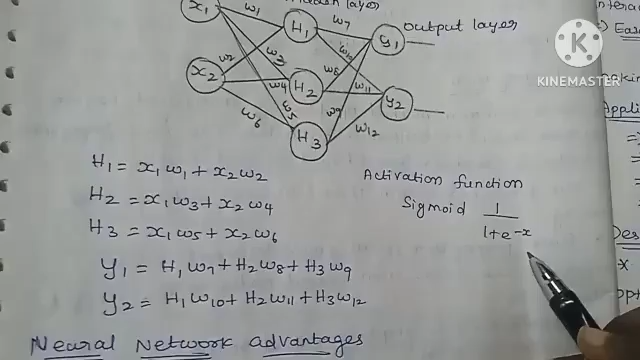 layer
x1 w1 H1 w7 y1 output layer
w2 w3 w8 w10
x2 w4 H2 w11 y2
w5 w9
w6 H3 w12
KINEMASTER
H1 = x1w1 + x2w2
H2 = x1w3 + x2w4
H3 = x1w5 + x2w6
y1 = H1w7 + H2w8 + H3w9
y2 = H1w10 + H2w11 + H3w12
Activation function
Sigmoid 1
1+e-x
Neural Network advantages